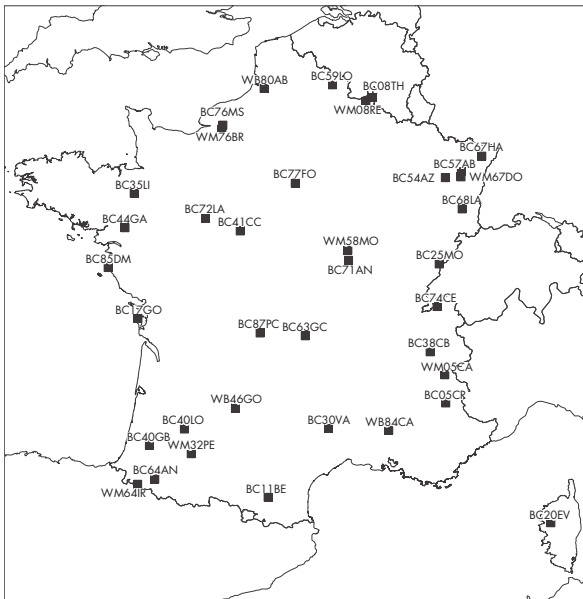 BC59LO
WB80AB
BC08TH
WM08RE
BC76MS
WM76BR
BC67HA
BC57AB
BC54AZ
WM67DO
BC77FO
BC35LI
BC68LA
BC72LA
BC44GA
BC41CC
WM58MO
BC85DM
BC25MO
BC71AN
BC74CE
BC17GO
BC87PC
BC63GC
BC38CB
WM05CA
WB46GO
BC05CR
BC40LO
BC30VA
WB84CA
BC40GB
WM32PE
BC64AN
WM64IR
BC11BE
BC20EV